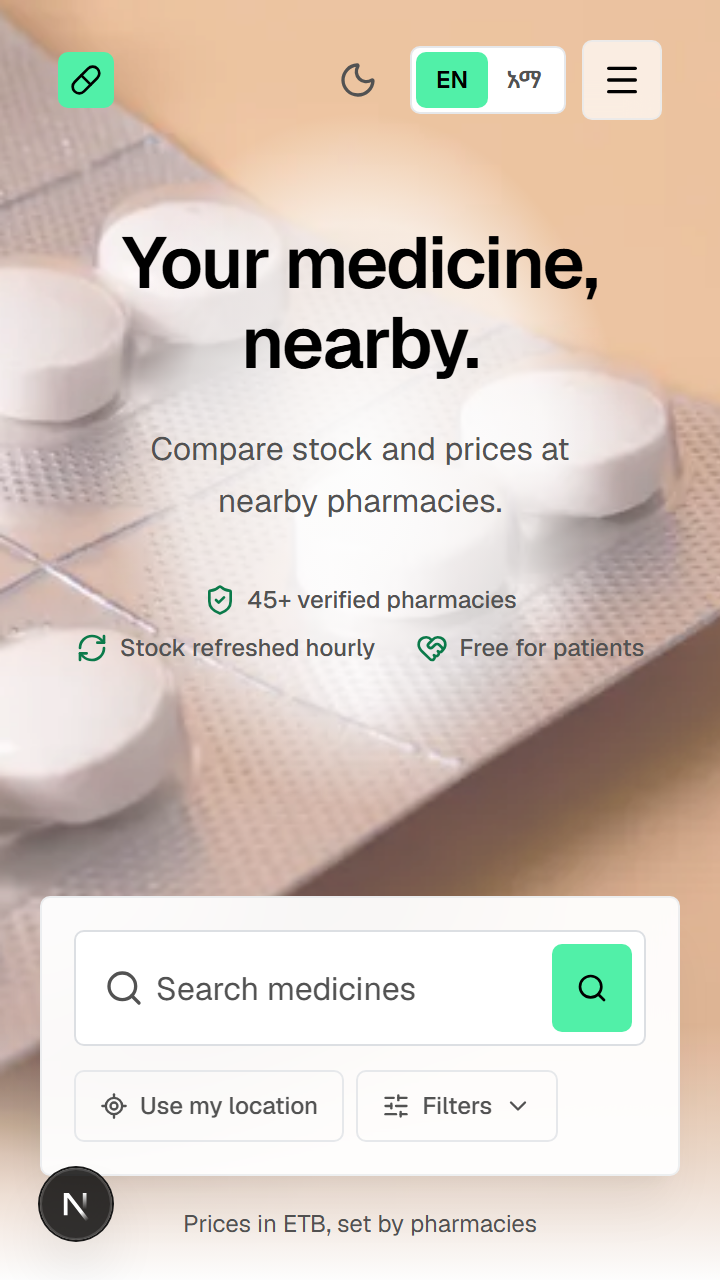 EN
አማ
Your medicine,
nearby.
Compare stock and prices at
nearby pharmacies.
45+ verified pharmacies
Stock refreshed hourly
Free for patients
Search medicines
Use my location
Filters
N
Prices in ETB, set by pharmacies